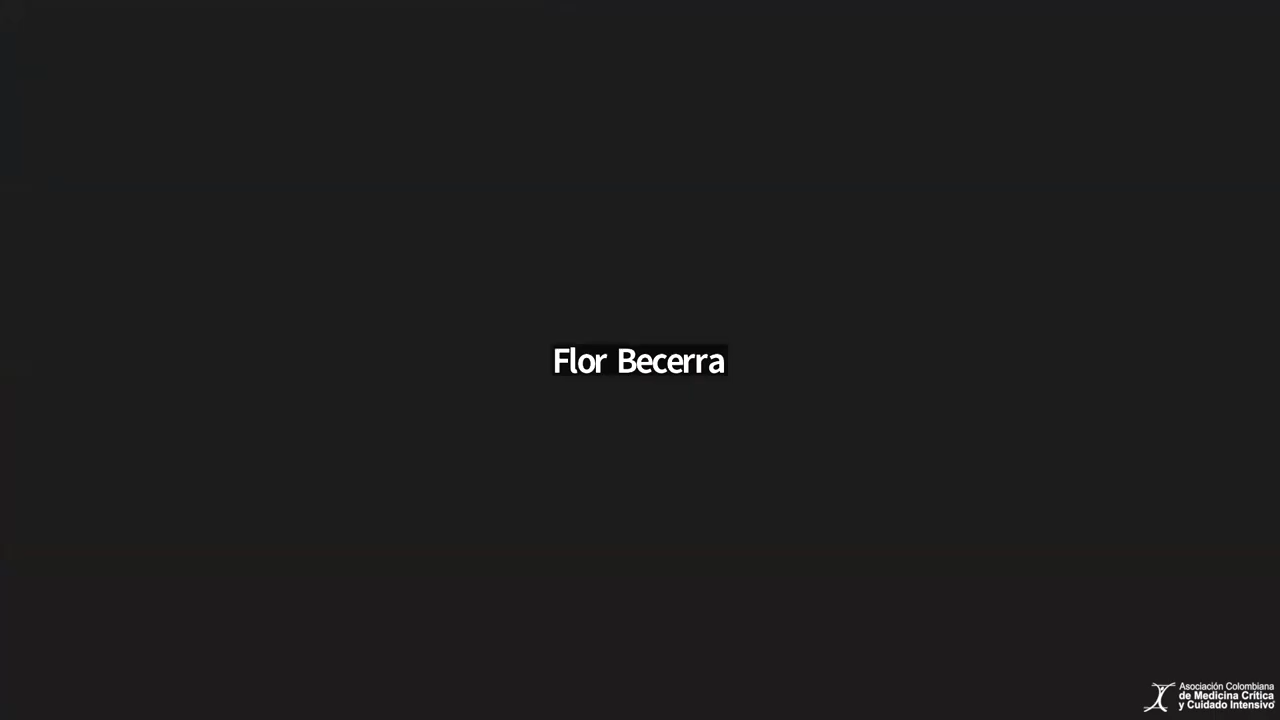 Flor Becerra
Asociación Colombiana
de Medicina Crítica
y Cuidado Intensivo